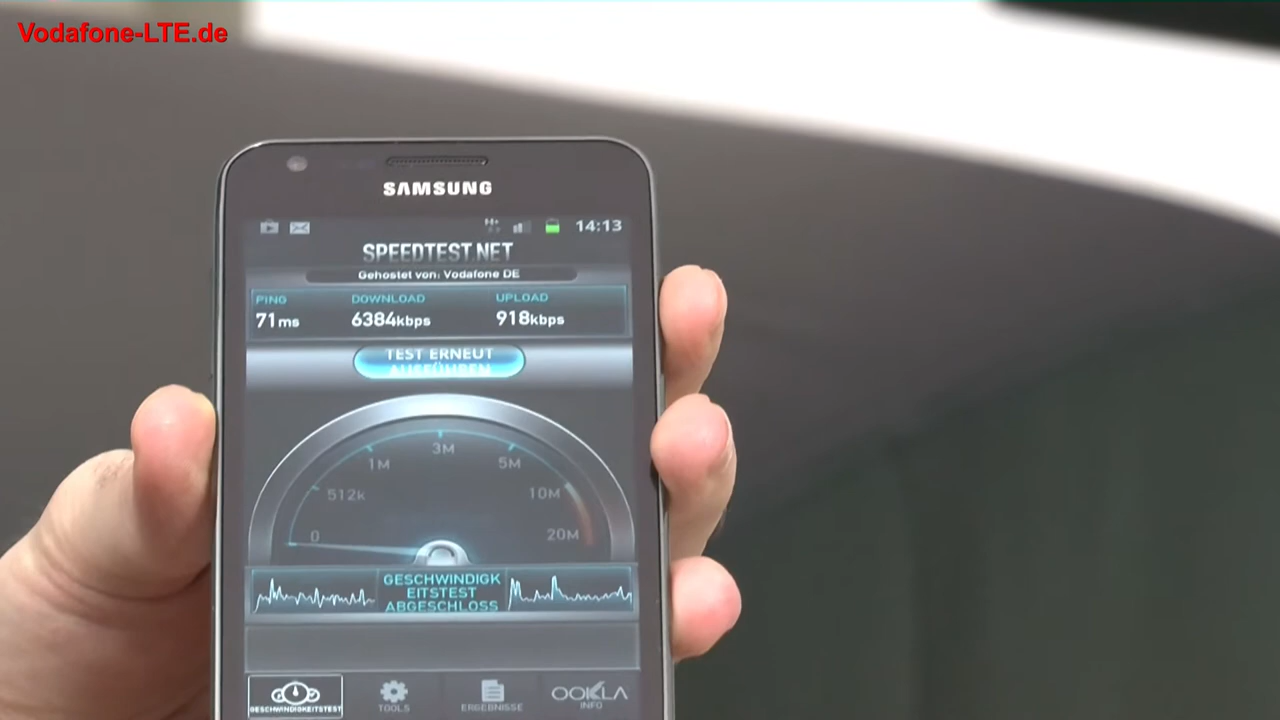 Vodafone-LTE.de
SAMSUNG
H+ 14:13
SPEEDTEST.NET
Gehostet von: Vodafone DE
PING DOWNLOAD UPLOAD
71ms 6384kbps 918kbps
TEST ERNEUT
AUSFÜHREN
3M
1M 5M
512k 10M
0 20M
GESCHWINDIGK
EITSTEST
ABGESCHLOSS
OOKLA
GESCHWINDIGKEITSTEST TOOLS ERGEBNISSE INFO